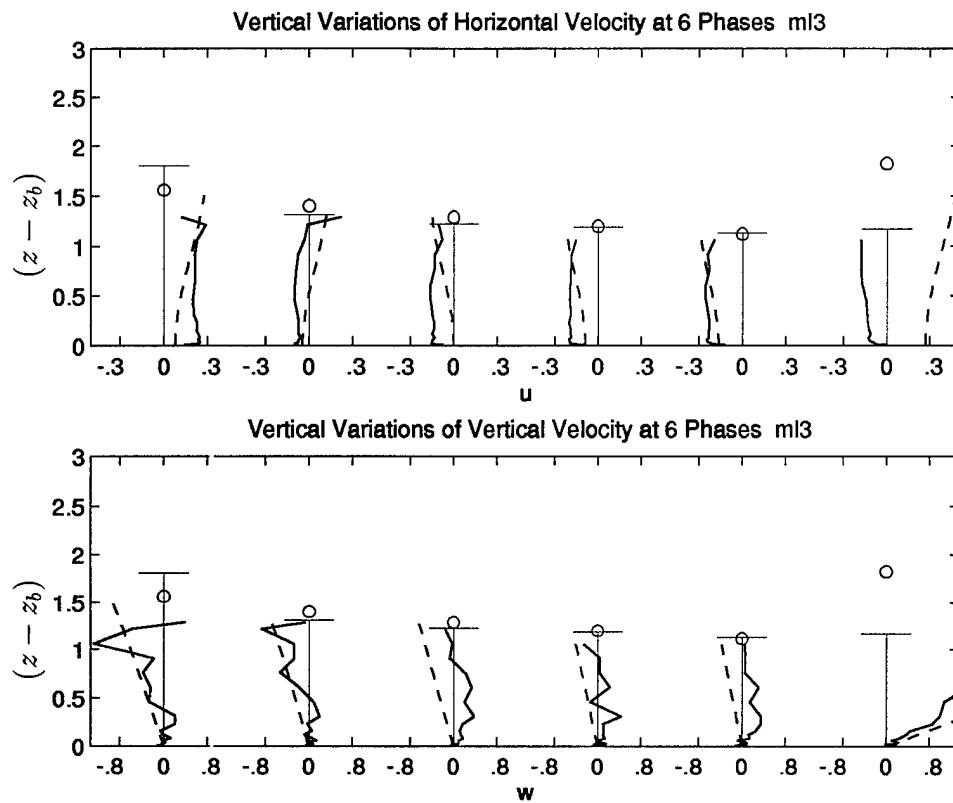 Vertical Variations of Horizontal Velocity at 6 Phases ml3
3
2.5
2
1.5
1
0.5
0
(z − z_b)
-.3 0 .3 -.3 0 .3 -.3 0 .3 -.3 0 .3 -.3 0 .3 -.3 0 .3
u
Vertical Variations of Vertical Velocity at 6 Phases ml3
3
2.5
2
1.5
1
0.5
0
(z − z_b)
-.8 0 .8 -.8 0 .8 -.8 0 .8 -.8 0 .8 -.8 0 .8 -.8 0 .8
w